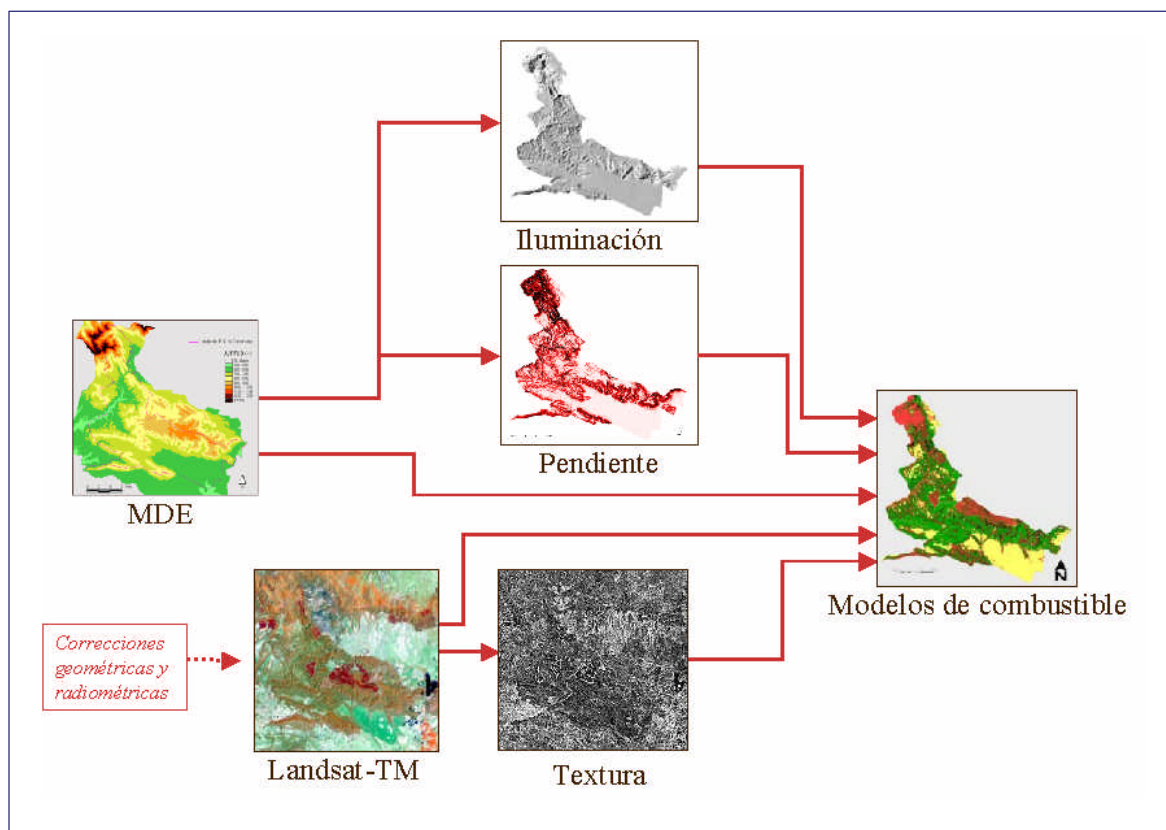 Iluminación
Pendiente
MDE
Modelos de combustible
Correcciones
geométricas y
radiométricas
Landsat-TM
Textura
N